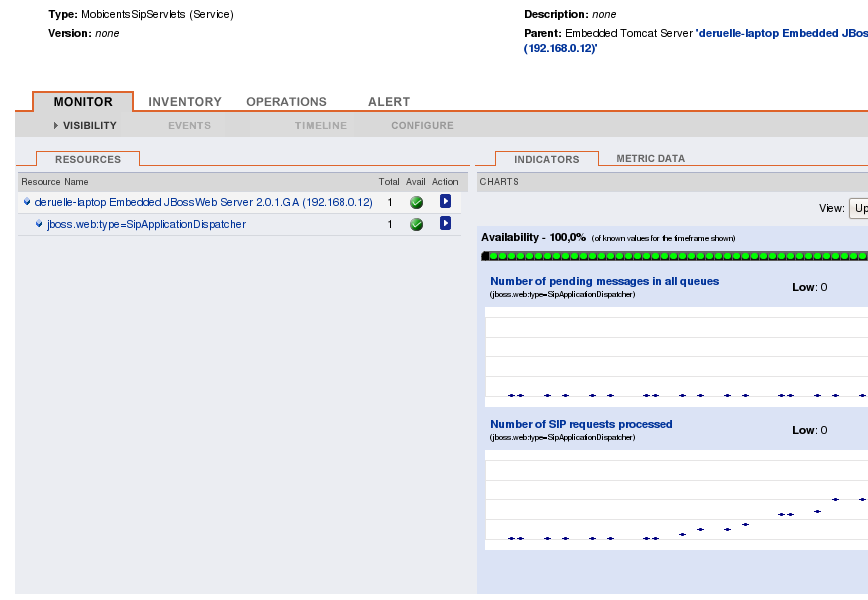 Type: MobicentsSipServlets (Service)
Description: none
Version: none
Parent: Embedded Tomcat Server 'deruelle-laptop Embedded JBos
(192.168.0.12)'
MONITOR INVENTORY OPERATIONS ALERT
VISIBILITY EVENTS TIMELINE CONFIGURE
RESOURCES
INDICATORS METRIC DATA
Resource Name Total Avail Action
CHARTS
deruelle-laptop Embedded JBossWeb Server 2.0.1.GA (192.168.0.12) 1
View: Up
jboss.web:type=SipApplicationDispatcher 1
Availability - 100,0% (of known values for the timeframe shown)
Number of pending messages in all queues
Low: 0
(jboss.web:type=SipApplicationDispatcher)
Number of SIP requests processed
Low: 0
(jboss.web:type=SipApplicationDispatcher)